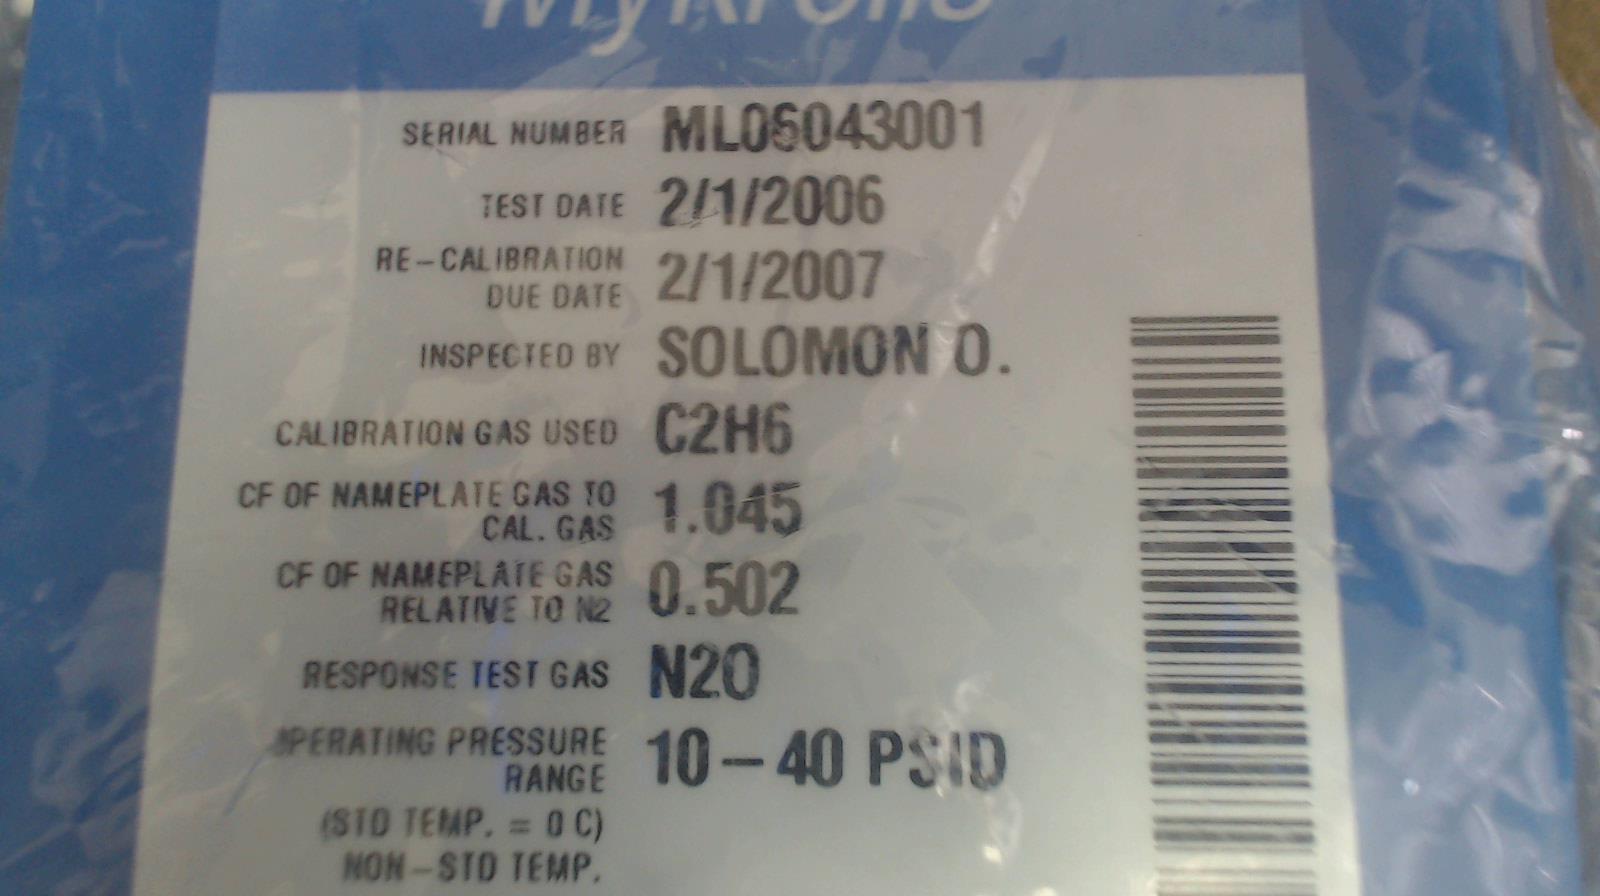 Mykrolis
SERIAL NUMBER ML06043001
TEST DATE 2/1/2006
RE-CALIBRATION
DUE DATE 2/1/2007
INSPECTED BY SOLOMON O.
CALIBRATION GAS USED C2H6
CF OF NAMEPLATE GAS TO
CAL. GAS 1.045
CF OF NAMEPLATE GAS
RELATIVE TO N2 0.502
RESPONSE TEST GAS N2O
OPERATING PRESSURE
RANGE 10-40 PSID
(STD TEMP. = 0 C)
NON-STD TEMP.